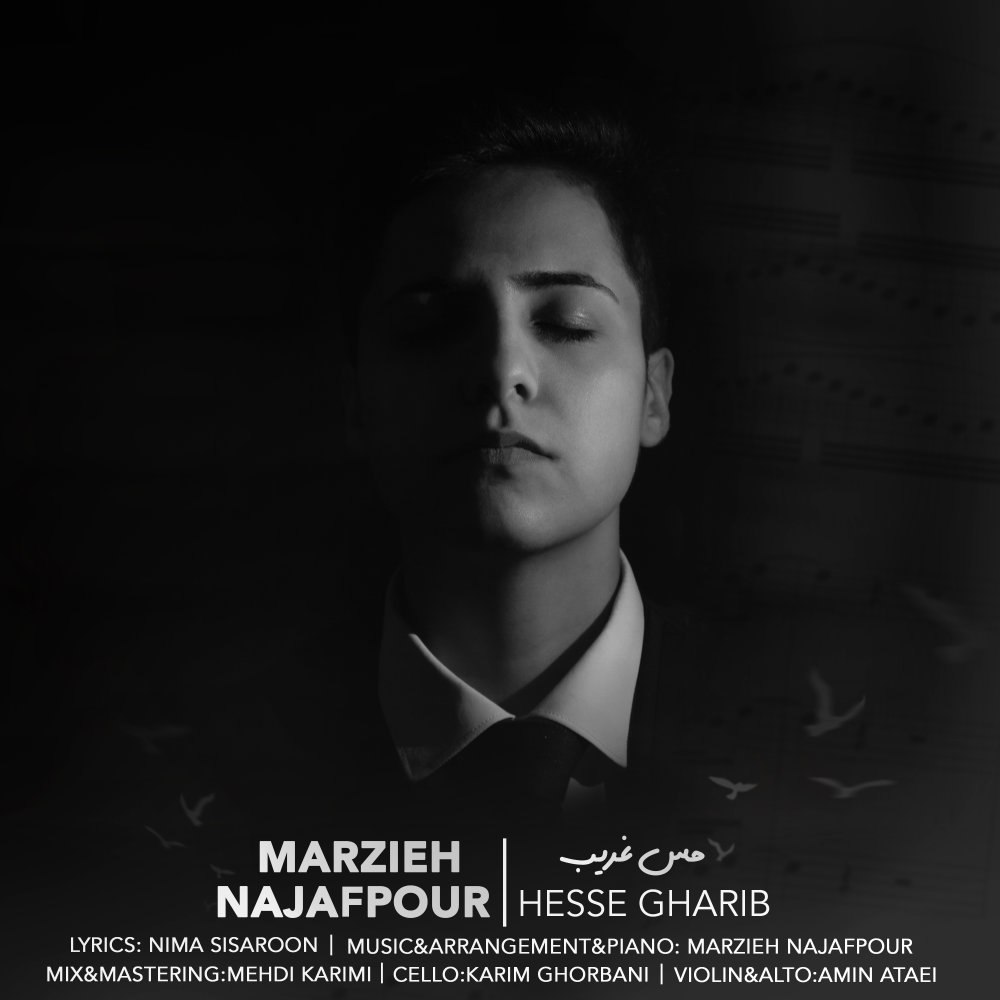 MARZIEH
NAJAFPOUR
حس غریب
HESSE GHARIB
LYRICS: NIMA SISAROON | MUSIC&ARRANGEMENT&PIANO: MARZIEH NAJAFPOUR
MIX&MASTERING:MEHDI KARIMI | CELLO:KARIM GHORBANI | VIOLIN&ALTO:AMIN ATAEI